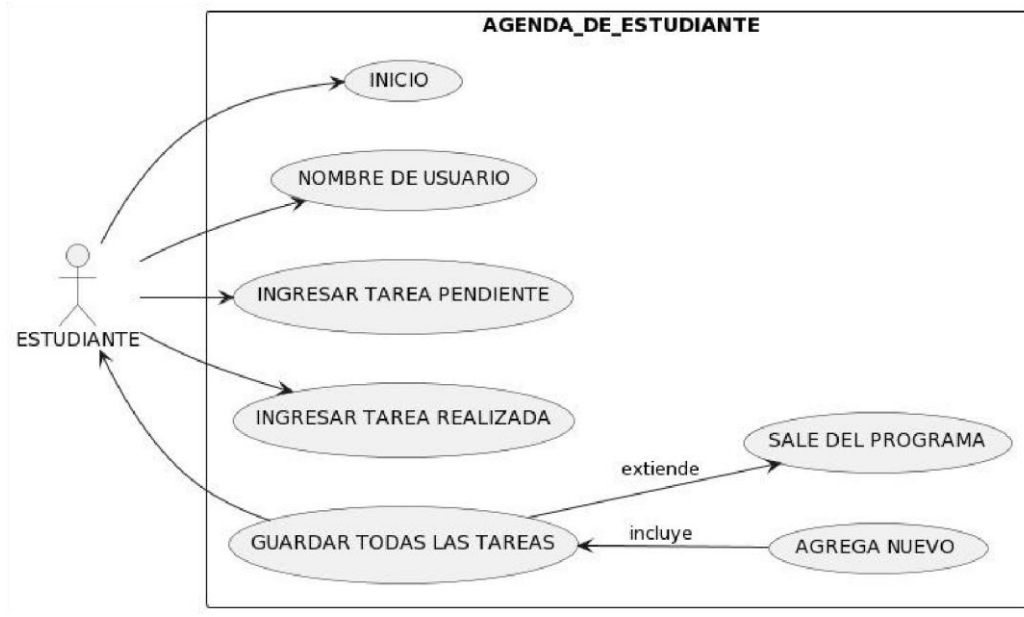 AGENDA_DE_ESTUDIANTE
INICIO
NOMBRE DE USUARIO
INGRESAR TAREA PENDIENTE
ESTUDIANTE
INGRESAR TAREA REALIZADA
SALE DEL PROGRAMA
extiende
incluye
GUARDAR TODAS LAS TAREAS
AGREGA NUEVO